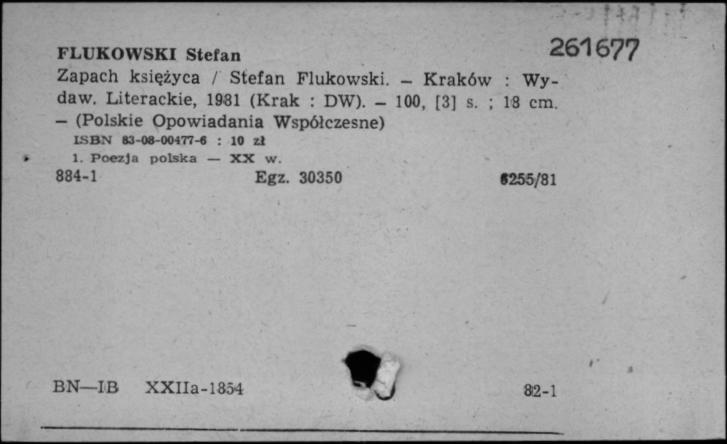 261677
FLUKOWSKI Stefan
Zapach księżyca / Stefan Flukowski. — Kraków : Wy-
daw. Literackie, 1981 (Krak : DW). — 100, [3] s. ; 18 cm.
— (Polskie Opowiadania Współczesne)
ISBN 83-08-00477-6 : 10 zł
1. Poezja polska — XX w.
884-1 Egz. 30350 6255/81
BN—IB XXIIa-1854 82-1